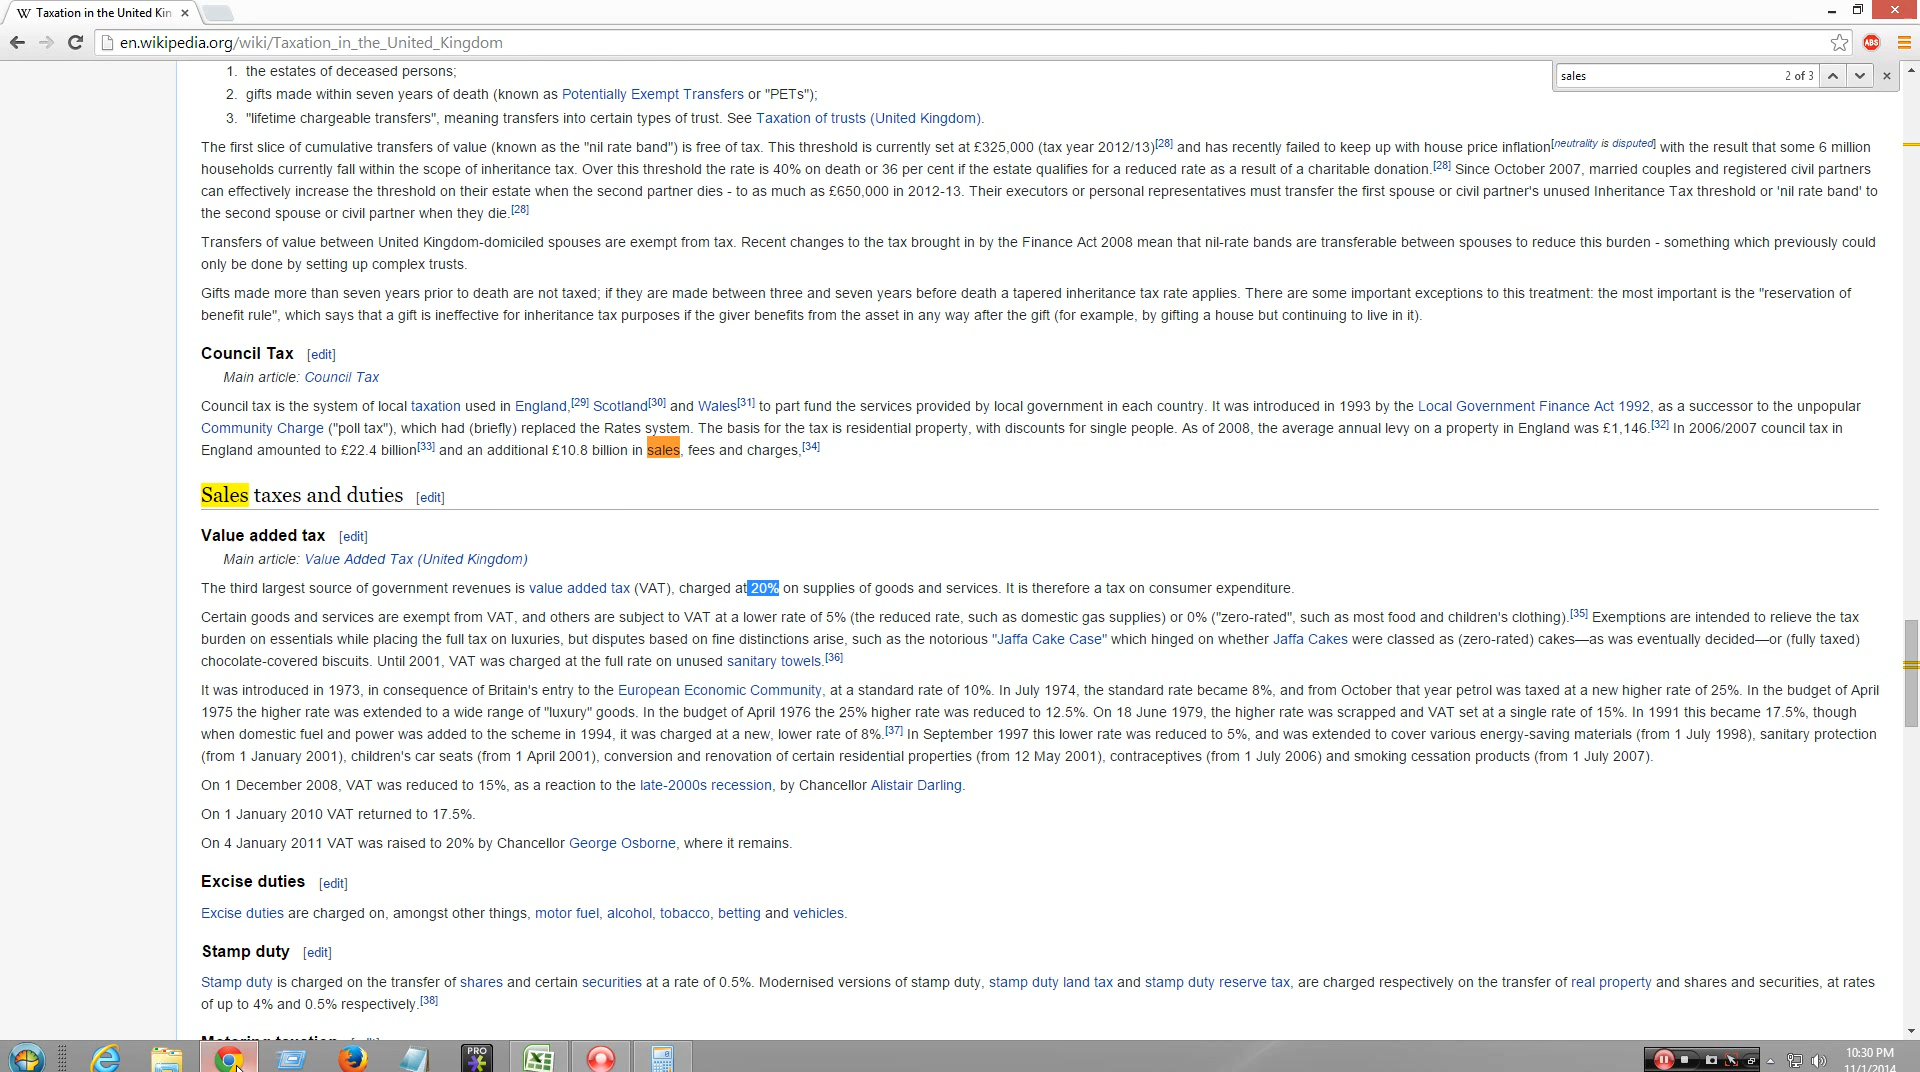 Taxation in the United Kin
en.wikipedia.org/wiki/Taxation_in_the_United_Kingdom
ABS
sales 2 of 3
1. the estates of deceased persons;
2. gifts made within seven years of death (known as Potentially Exempt Transfers or "PETs");
3. "lifetime chargeable transfers", meaning transfers into certain types of trust. See Taxation of trusts (United Kingdom).
The first slice of cumulative transfers of value (known as the "nil rate band") is free of tax. This threshold is currently set at £325,000 (tax year 2012/13)[28] and has recently failed to keep up with house price inflation[neutrality is disputed] with the result that some 6 million
households currently fall within the scope of inheritance tax. Over this threshold the rate is 40% on death or 36 per cent if the estate qualifies for a reduced rate as a result of a charitable donation.[28] Since October 2007, married couples and registered civil partners
can effectively increase the threshold on their estate when the second partner dies - to as much as £650,000 in 2012-13. Their executors or personal representatives must transfer the first spouse or civil partner's unused Inheritance Tax threshold or 'nil rate band' to
the second spouse or civil partner when they die.[28]
Transfers of value between United Kingdom-domiciled spouses are exempt from tax. Recent changes to the tax brought in by the Finance Act 2008 mean that nil-rate bands are transferable between spouses to reduce this burden - something which previously could
only be done by setting up complex trusts.
Gifts made more than seven years prior to death are not taxed; if they are made between three and seven years before death a tapered inheritance tax rate applies. There are some important exceptions to this treatment: the most important is the "reservation of
benefit rule", which says that a gift is ineffective for inheritance tax purposes if the giver benefits from the asset in any way after the gift (for example, by gifting a house but continuing to live in it).
Council Tax [edit]
Main article: Council Tax
Council tax is the system of local taxation used in England,[29] Scotland[30] and Wales[31] to part fund the services provided by local government in each country. It was introduced in 1993 by the Local Government Finance Act 1992, as a successor to the unpopular
Community Charge ("poll tax"), which had (briefly) replaced the Rates system. The basis for the tax is residential property, with discounts for single people. As of 2008, the average annual levy on a property in England was £1,146.[32] In 2006/2007 council tax in
England amounted to £22.4 billion[33] and an additional £10.8 billion in sales, fees and charges,[34]
Sales taxes and duties [edit]
Value added tax [edit]
Main article: Value Added Tax (United Kingdom)
The third largest source of government revenues is value added tax (VAT), charged at 20% on supplies of goods and services. It is therefore a tax on consumer expenditure.
Certain goods and services are exempt from VAT, and others are subject to VAT at a lower rate of 5% (the reduced rate, such as domestic gas supplies) or 0% ("zero-rated", such as most food and children's clothing).[35] Exemptions are intended to relieve the tax
burden on essentials while placing the full tax on luxuries, but disputes based on fine distinctions arise, such as the notorious "Jaffa Cake Case" which hinged on whether Jaffa Cakes were classed as (zero-rated) cakes—as was eventually decided—or (fully taxed)
chocolate-covered biscuits. Until 2001, VAT was charged at the full rate on unused sanitary towels.[36]
It was introduced in 1973, in consequence of Britain's entry to the European Economic Community, at a standard rate of 10%. In July 1974, the standard rate became 8%, and from October that year petrol was taxed at a new higher rate of 25%. In the budget of April
1975 the higher rate was extended to a wide range of "luxury" goods. In the budget of April 1976 the 25% higher rate was reduced to 12.5%. On 18 June 1979, the higher rate was scrapped and VAT set at a single rate of 15%. In 1991 this became 17.5%, though
when domestic fuel and power was added to the scheme in 1994, it was charged at a new, lower rate of 8%.[37] In September 1997 this lower rate was reduced to 5%, and was extended to cover various energy-saving materials (from 1 July 1998), sanitary protection
(from 1 January 2001), children's car seats (from 1 April 2001), conversion and renovation of certain residential properties (from 12 May 2001), contraceptives (from 1 July 2006) and smoking cessation products (from 1 July 2007).
On 1 December 2008, VAT was reduced to 15%, as a reaction to the late-2000s recession, by Chancellor Alistair Darling.
On 1 January 2010 VAT returned to 17.5%.
On 4 January 2011 VAT was raised to 20% by Chancellor George Osborne, where it remains.
Excise duties [edit]
Excise duties are charged on, amongst other things, motor fuel, alcohol, tobacco, betting and vehicles.
Stamp duty [edit]
Stamp duty is charged on the transfer of shares and certain securities at a rate of 0.5%. Modernised versions of stamp duty, stamp duty land tax and stamp duty reserve tax, are charged respectively on the transfer of real property and shares and securities, at rates
of up to 4% and 0.5% respectively.[38]
Motoring taxation [edit]
PRO
10:30 PM
11/1/2014